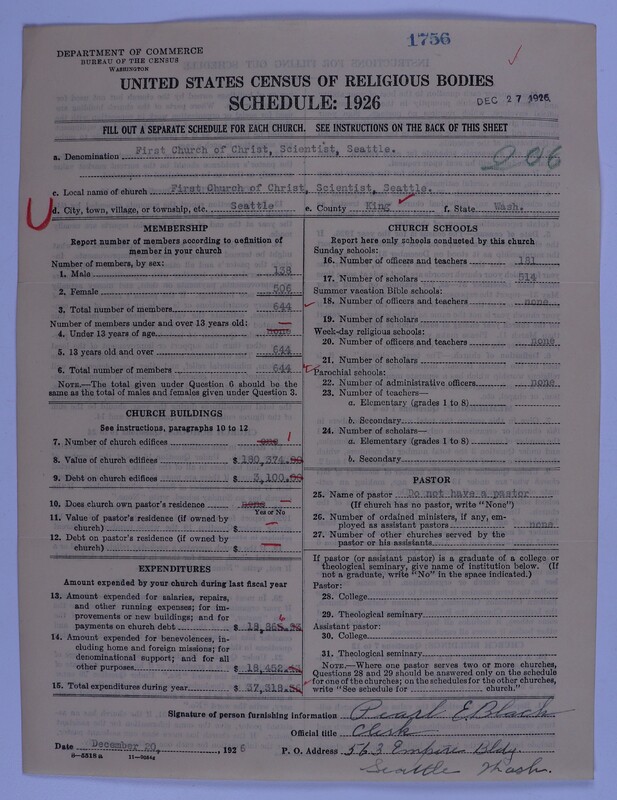 1756
DEPARTMENT OF COMMERCE
BUREAU OF THE CENSUS
WASHINGTON
UNITED STATES CENSUS OF RELIGIOUS BODIES
SCHEDULE: 1926
DEC 27 1926
FILL OUT A SEPARATE SCHEDULE FOR EACH CHURCH. SEE INSTRUCTIONS ON THE BACK OF THIS SHEET
a. Denomination First Church of Christ, Scientist, Seattle.
206
c. Local name of church First Church of Christ, Scientist, Seattle.
d. City, town, village, or township, etc. Seattle e. County King f. State Wash.
MEMBERSHIP
Report number of members according to definition of
member in your church
Number of members, by sex:
1. Male 138
2. Female 506
3. Total number of members 644
Number of members under and over 13 years old:
4. Under 13 years of age none
5. 13 years old and over 644
6. Total number of members 644
NOTE.—The total given under Question 6 should be the
same as the total of males and females given under Question 3.
CHURCH BUILDINGS
See instructions, paragraphs 10 to 12
7. Number of church edifices one 1
8. Value of church edifices $ 180,374.
9. Debt on church edifices $ 3,100.
10. Does church own pastor's residence none
Yes or No
11. Value of pastor's residence (if owned by
church) $
12. Debt on pastor's residence (if owned by
church) $
EXPENDITURES
Amount expended by your church during last fiscal year
13. Amount expended for salaries, repairs,
and other running expenses; for im-
provements or new buildings; and for
payments on church debt $ 18,865. 6
14. Amount expended for benevolences, in-
cluding home and foreign missions; for
denominational support; and for all
other purposes $ 18,452.
15. Total expenditures during year $ 37,318.
CHURCH SCHOOLS
Report here only schools conducted by this church
Sunday schools:
16. Number of officers and teachers 181
17. Number of scholars 514
Summer vacation Bible schools:
18. Number of officers and teachers none
19. Number of scholars
Week-day religious schools:
20. Number of officers and teachers none
21. Number of scholars
Parochial schools:
22. Number of administrative officers none
23. Number of teachers—
a. Elementary (grades 1 to 8)
b. Secondary
24. Number of scholars—
a. Elementary (grades 1 to 8)
b. Secondary
PASTOR
25. Name of pastor Do not have a pastor
(If church has no pastor, write "None")
26. Number of ordained ministers, if any, em-
ployed as assistant pastors none
27. Number of other churches served by the
pastor or his assistants
If pastor (or assistant pastor) is a graduate of a college or
theological seminary, give name of institution below. (If
not a graduate, write "No" in the space indicated.)
Pastor:
28. College
29. Theological seminary
Assistant pastor:
30. College
31. Theological seminary
NOTE.—Where one pastor serves two or more churches,
Questions 28 and 29 should be answered only on the schedule
for one of the churches; on the schedules for the other churches,
write "See schedule for church."
Signature of person furnishing information Pearl E. Black
Official title Clerk
Date December 20, 1926 P. O. Address 563 Empire Bldg.
8-5518a 11-9034
Seattle Wash.